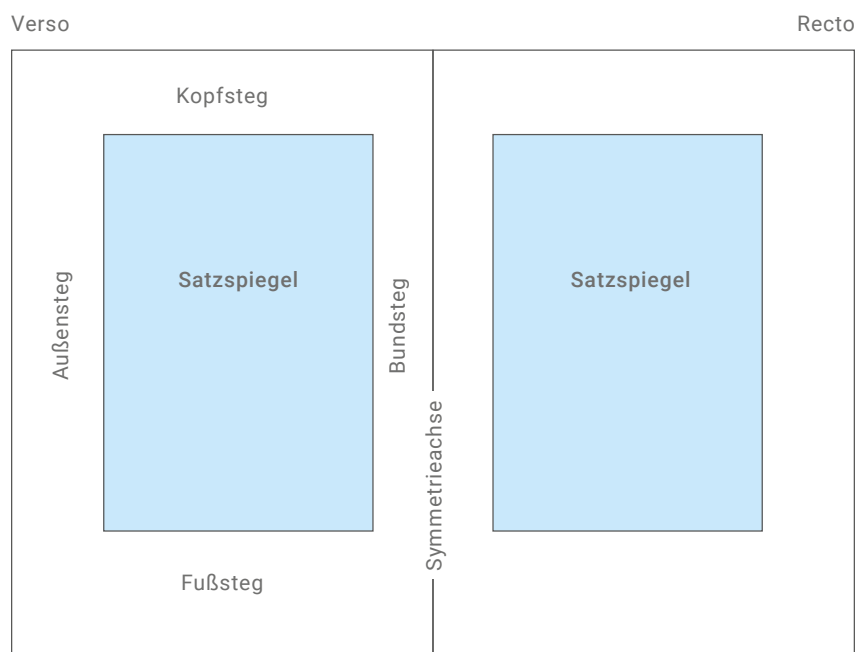 Verso
Recto
Kopfsteg
Außensteg
Satzspiegel
Bundsteg
Symmetrieachse
Satzspiegel
Fußsteg